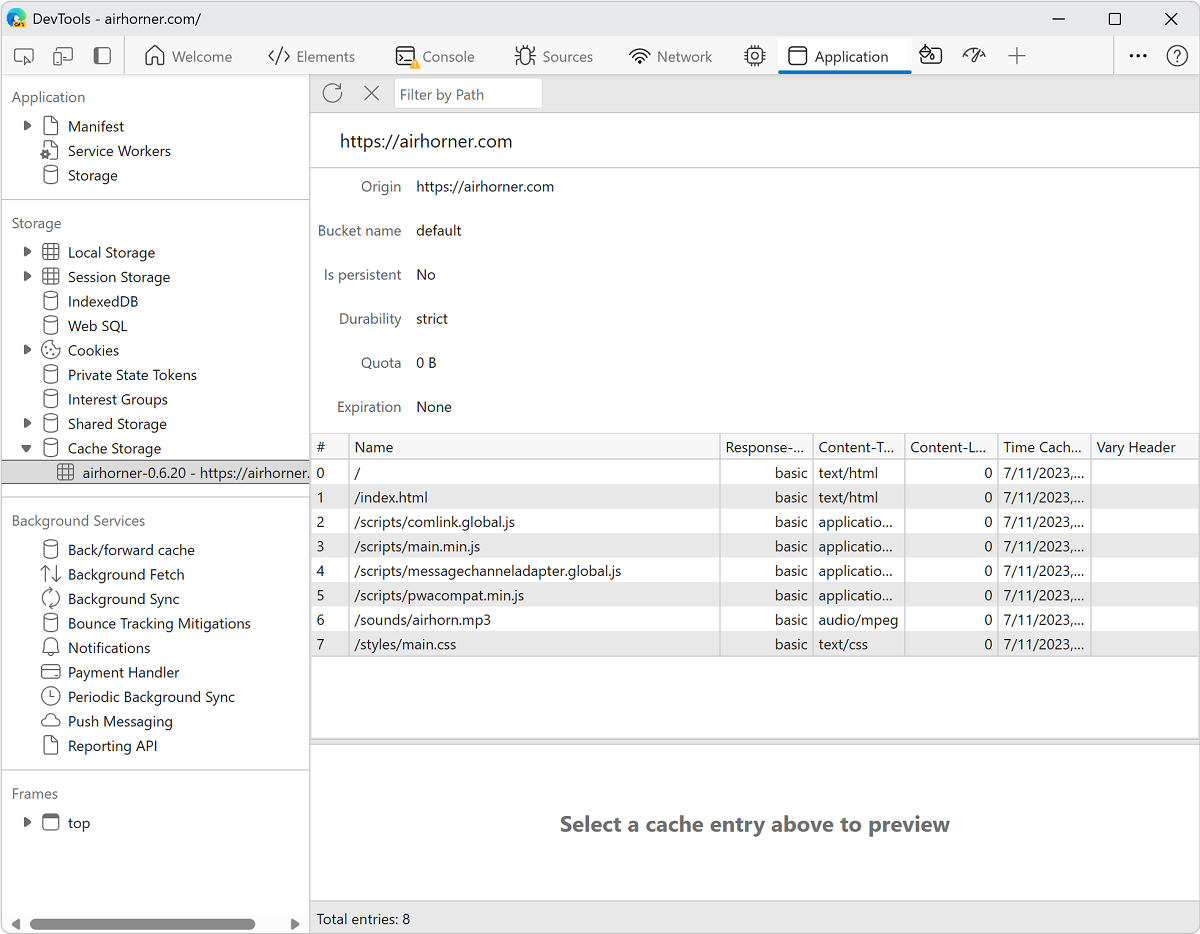 DevTools - airhorner.com/
Welcome
Elements
Console
Sources
Network
Application
Application
Manifest
Service Workers
Storage
Storage
Local Storage
Session Storage
IndexedDB
Web SQL
Cookies
Private State Tokens
Interest Groups
Shared Storage
Cache Storage
airhorner-0.6.20 - https://airhorner.
Background Services
Back/forward cache
Background Fetch
Background Sync
Bounce Tracking Mitigations
Notifications
Payment Handler
Periodic Background Sync
Push Messaging
Reporting API
Frames
top
Filter by Path
https://airhorner.com
Origin https://airhorner.com
Bucket name default
Is persistent No
Durability strict
Quota 0 B
Expiration None
# Name Response-... Content-T... Content-L... Time Cach... Vary Header
0 / basic text/html 0 7/11/2023,...
1 /index.html basic text/html 0 7/11/2023,...
2 /scripts/comlink.global.js basic applicatio... 0 7/11/2023,...
3 /scripts/main.min.js basic applicatio... 0 7/11/2023,...
4 /scripts/messagechanneladapter.global.js basic applicatio... 0 7/11/2023,...
5 /scripts/pwacompat.min.js basic applicatio... 0 7/11/2023,...
6 /sounds/airhorn.mp3 basic audio/mpeg 0 7/11/2023,...
7 /styles/main.css basic text/css 0 7/11/2023,...
Select a cache entry above to preview
Total entries: 8